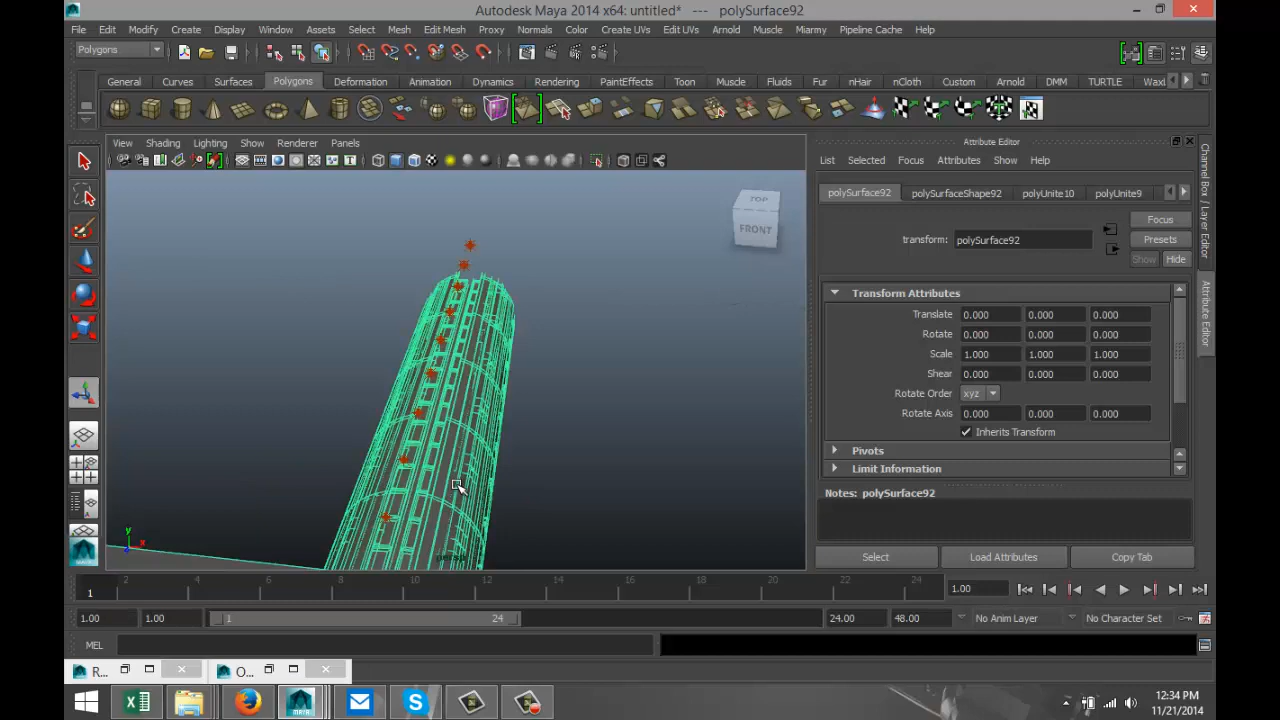 Autodesk Maya 2014 x64: untitled* --- polySurface92
File Edit Modify Create Display Window Assets Select Mesh Edit Mesh Proxy Normals Color Create UVs Edit UVs Arnold Muscle Miarmy Pipeline Cache Help
Polygons
General Curves Surfaces Polygons Deformation Animation Dynamics Rendering PaintEffects Toon Muscle Fluids Fur nHair nCloth Custom Arnold DMM TURTLE Waxl
View Shading Lighting Show Renderer Panels
Attribute Editor
List Selected Focus Attributes Show Help
polySurface92 polySurfaceShape92 polyUnite10 polyUnite9
Focus
transform: polySurface92
Presets
Show Hide
Transform Attributes
Translate 0.000 0.000 0.000
Rotate 0.000 0.000 0.000
Scale 1.000 1.000 1.000
Shear 0.000 0.000 0.000
Rotate Order xyz
Rotate Axis 0.000 0.000 0.000
Inherits Transform
Pivots
Limit Information
Notes: polySurface92
Select Load Attributes Copy Tab
Channel Box / Layer Editor
Attribute Editor
TOP
FRONT
y
x
2 4 6 8 10 12 14 16 18 20 22 24
1
1.00
1.00 1.00 1 24 24.00 48.00 No Anim Layer No Character Set
MEL
R... O...
12:34 PM
11/21/2014